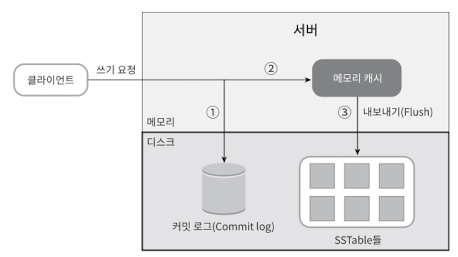 서버
클라이언트
쓰기 요청
②
메모리 캐시
①
③
내보내기(Flush)
메모리
디스크
커밋 로그(Commit log)
SSTable들